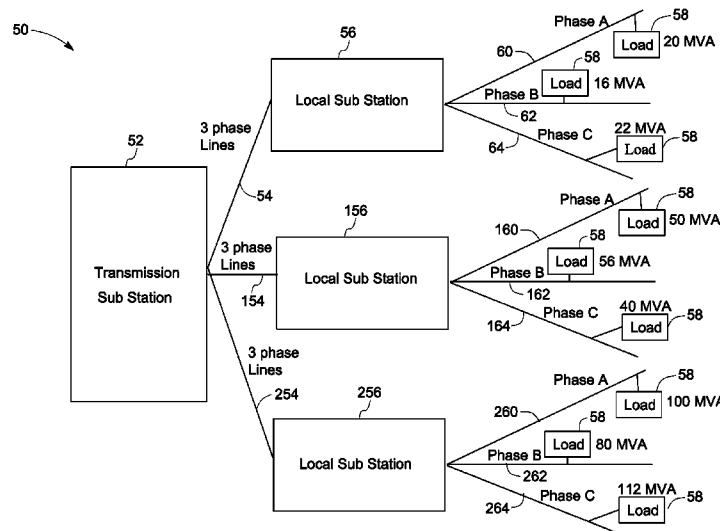 50
52
Transmission
Sub Station
3 phase
Lines
54
3 phase
Lines
154
3 phase
Lines
254
56
Local Sub Station
60
Phase A
58
Load
20 MVA
58
Load
16 MVA
Phase B
62
64
Phase C
22 MVA
58
Load
156
Local Sub Station
160
Phase A
58
Load
50 MVA
58
Load
56 MVA
Phase B
162
164
Phase C
40 MVA
Load
58
256
Local Sub Station
260
Phase A
58
Load
100 MVA
58
Load
80 MVA
Phase B
262
264
Phase C
112 MVA
Load
58